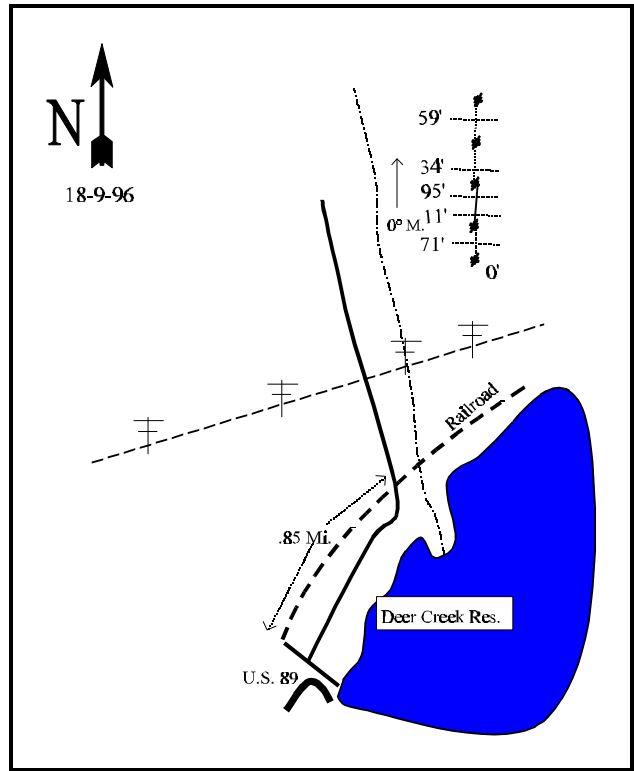 N
18-9-96
59'
34'
95'
0° M.
11'
71'
0'
Railroad
.85 Mi.
Deer Creek Res.
U.S. 89